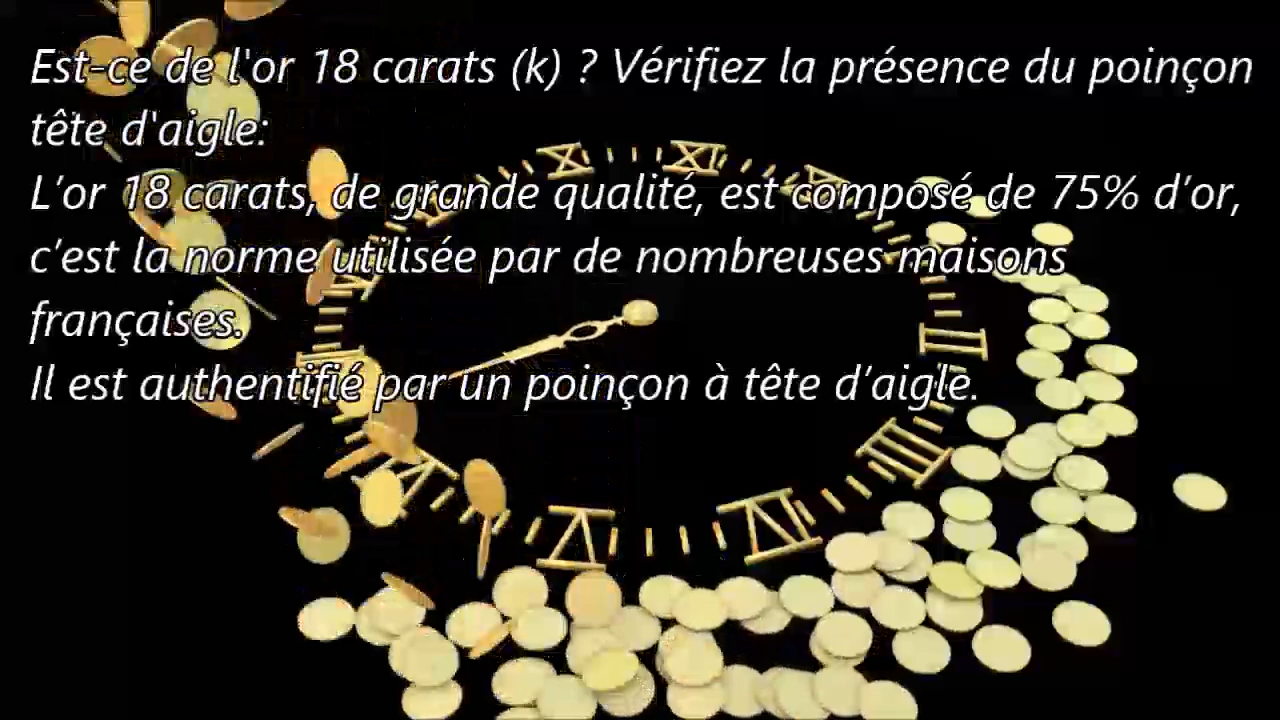 Est-ce de l'or 18 carats (k) ? Vérifiez la présence du poinçon
tête d'aigle:
L’or 18 carats, de grande qualité, est composé de 75% d’or,
c’est la norme utilisée par de nombreuses maisons
françaises.
Il est authentifié par un poinçon à tête d’aigle.